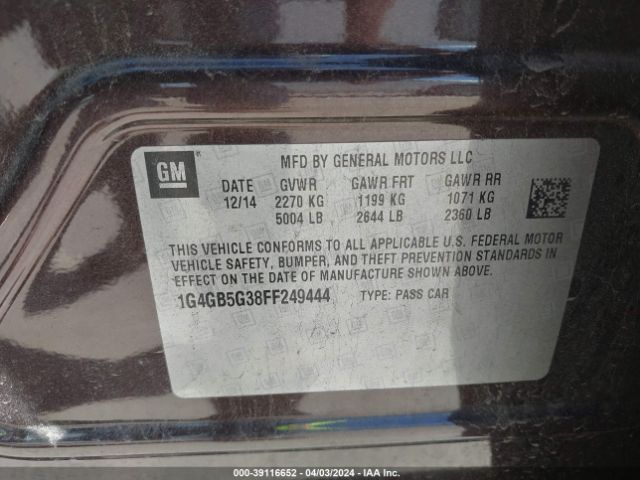 GM
MFD BY GENERAL MOTORS LLC
DATE GVWR GAWR FRT GAWR RR
12/14 2270 KG 1199 KG 1071 KG
5004 LB 2644 LB 2360 LB
THIS VEHICLE CONFORMS TO ALL APPLICABLE U.S. FEDERAL MOTOR
VEHICLE SAFETY, BUMPER, AND THEFT PREVENTION STANDARDS IN
EFFECT ON THE DATE OF MANUFACTURE SHOWN ABOVE.
1G4GB5G38FF249444 TYPE: PASS CAR
000-39116652 - 04/03/2024 - IAA Inc.